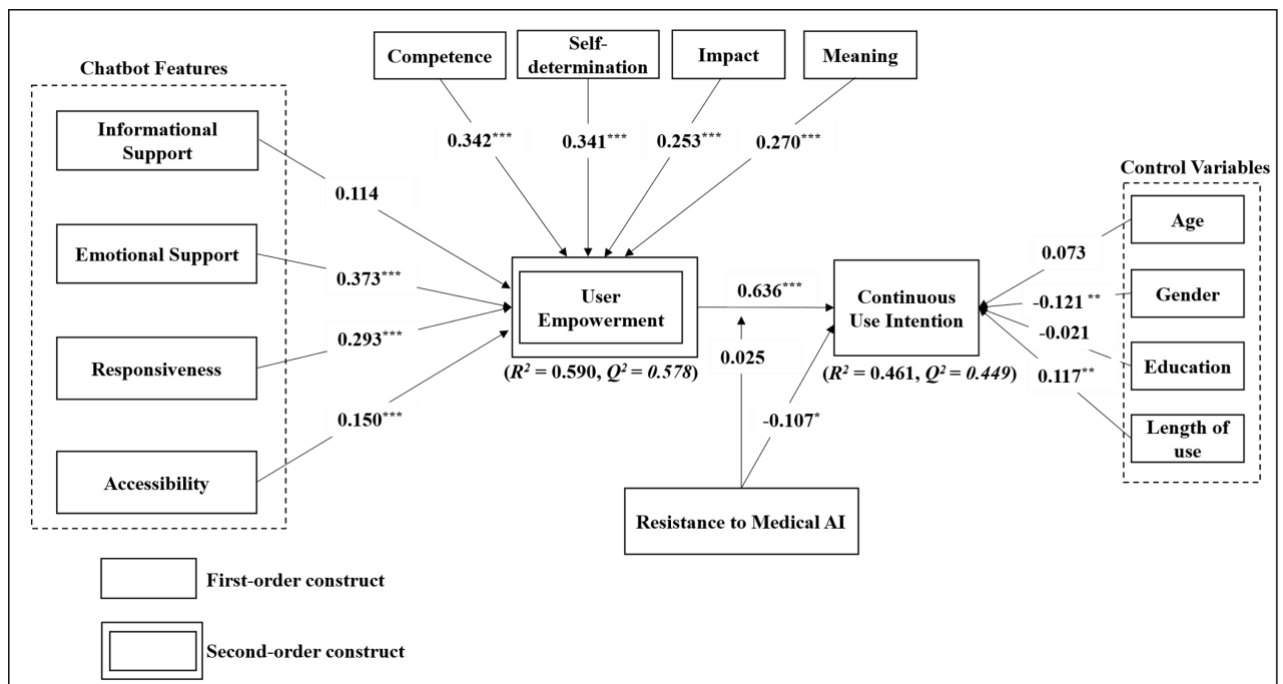 Chatbot Features
Informational
Support
Emotional Support
Responsiveness
Accessibility
Competence
Self-
determination
Impact
Meaning
0.342***
0.341***
0.253***
0.270***
0.114
0.373***
0.293***
0.150***
User
Empowerment
(R² = 0.590, Q² = 0.578)
0.636***
0.025
-0.107*
Continuous
Use Intention
(R² = 0.461, Q² = 0.449)
Resistance to Medical AI
Control Variables
Age
Gender
Education
Length of
use
0.073
-0.121 **
-0.021
0.117**
First-order construct
Second-order construct